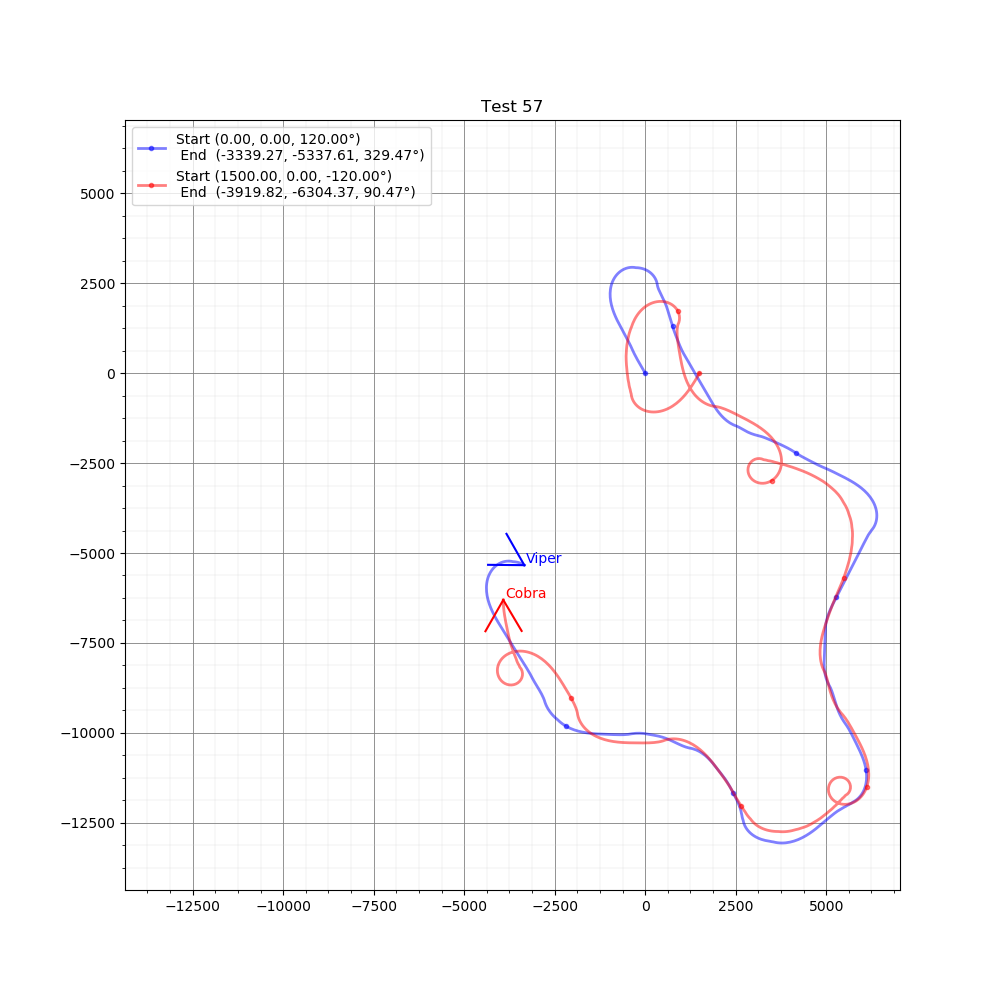 Test 57
Start (0.00, 0.00, 120.00°)
End (-3339.27, -5337.61, 329.47°)
Start (1500.00, 0.00, -120.00°)
End (-3919.82, -6304.37, 90.47°)
5000
2500
0
−2500
−5000
−7500
−10000
−12500
Viper
Cobra
−12500 −10000 −7500 −5000 −2500 0 2500 5000